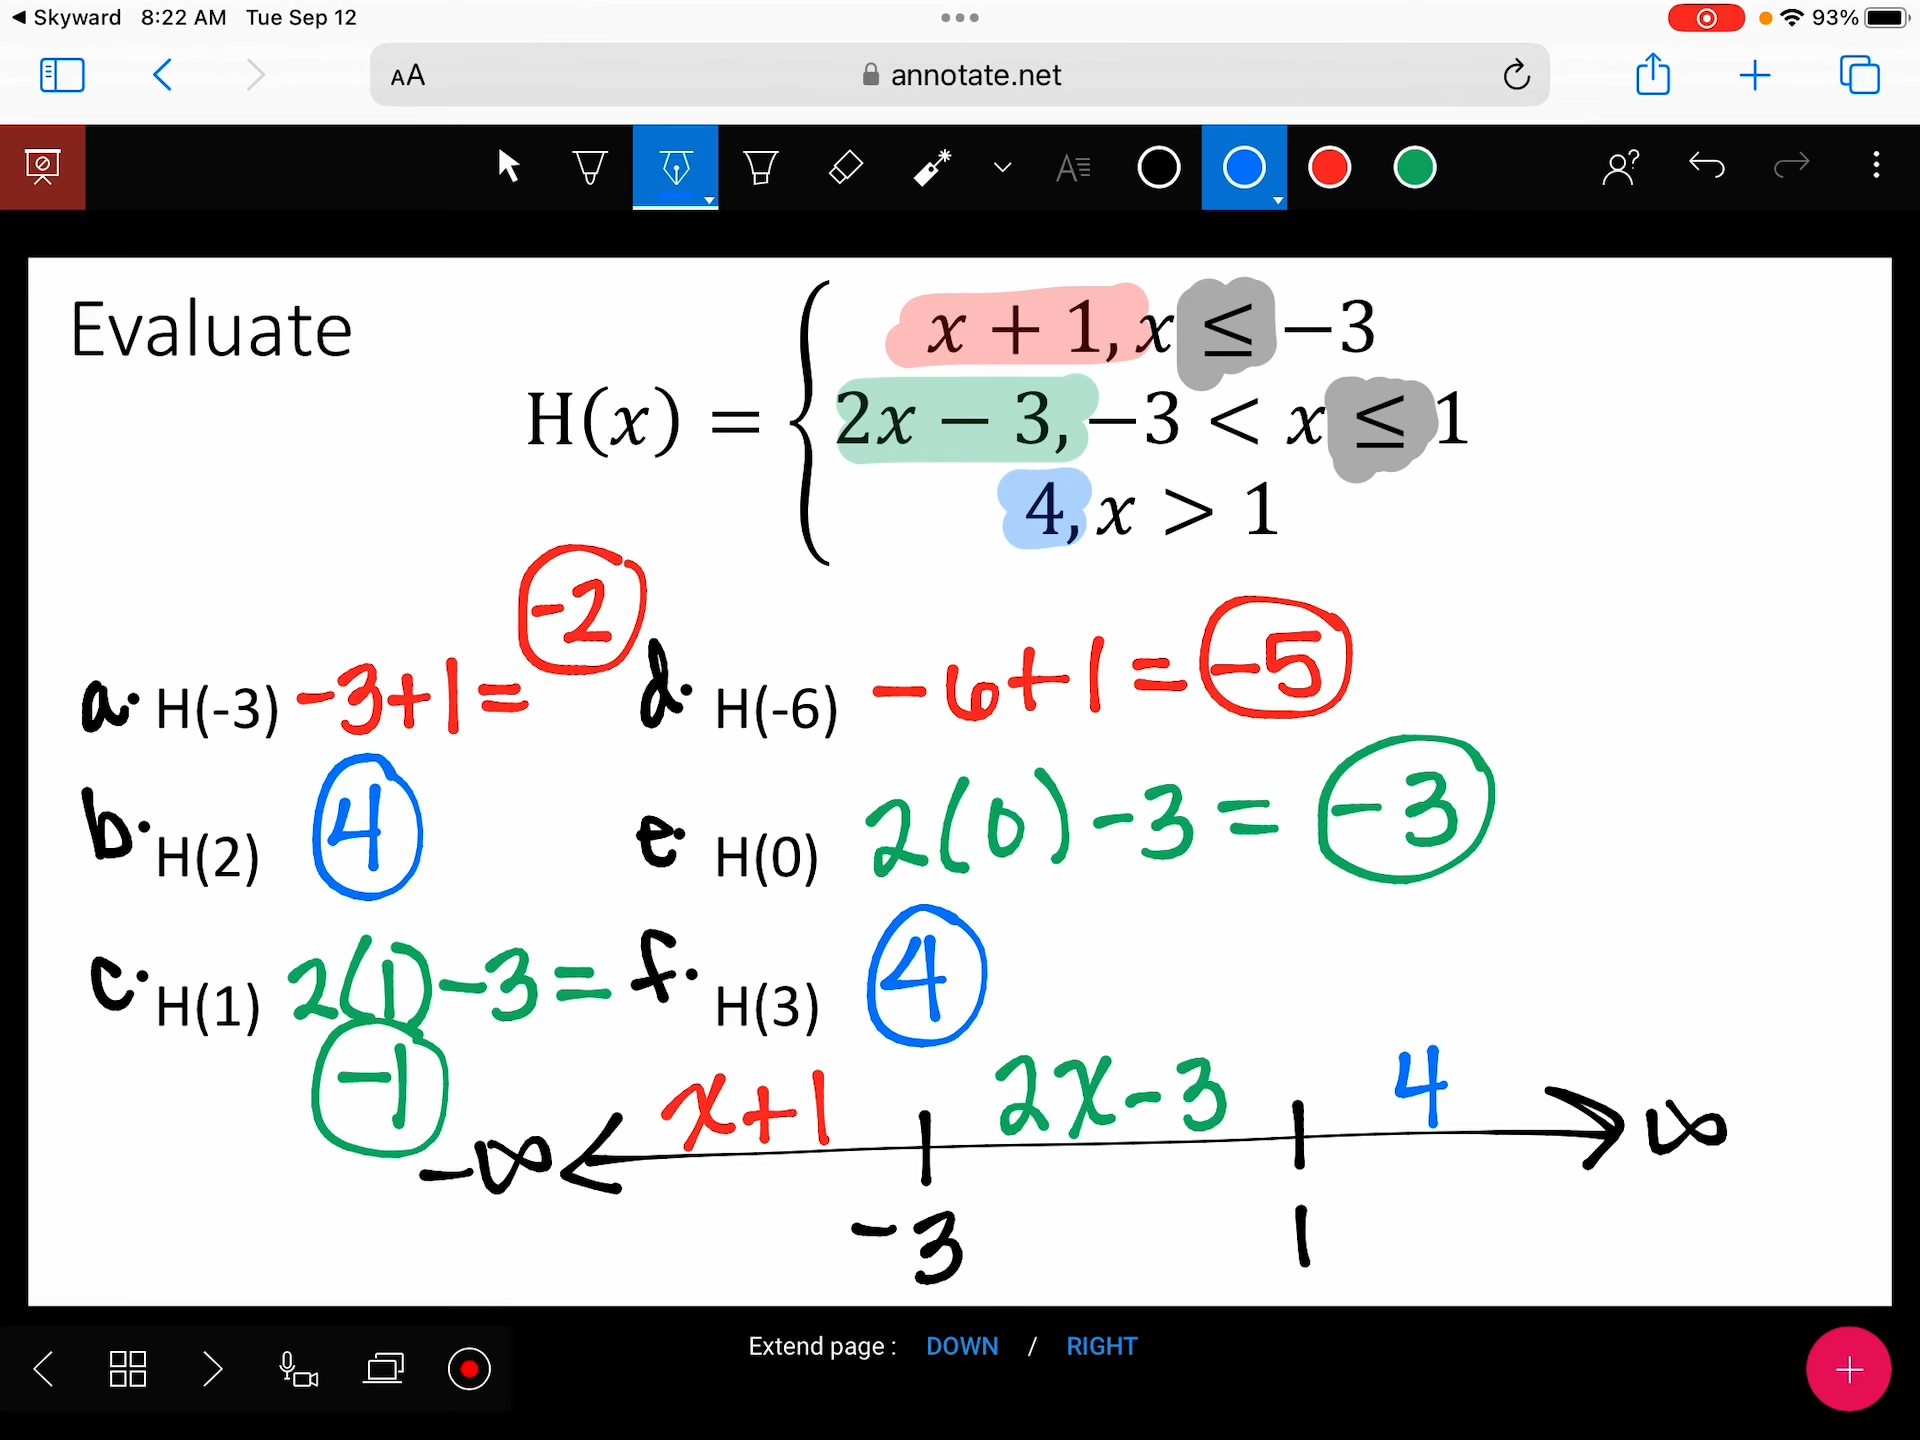 Skyward 8:22 AM Tue Sep 12 93%
AA annotate.net
Evaluate
H(x) = { x + 1, x ≤ −3
2x − 3, −3 < x ≤ 1
4, x > 1
a. H(-3) -3+1= -2
d. H(-6) -6+1= -5
b. H(2) 4
e. H(0) 2(0)-3= -3
c. H(1) 2(1)-3= -1
f. H(3) 4
x+1 2x-3 4
-∞ ∞
-3 1
Extend page : DOWN / RIGHT